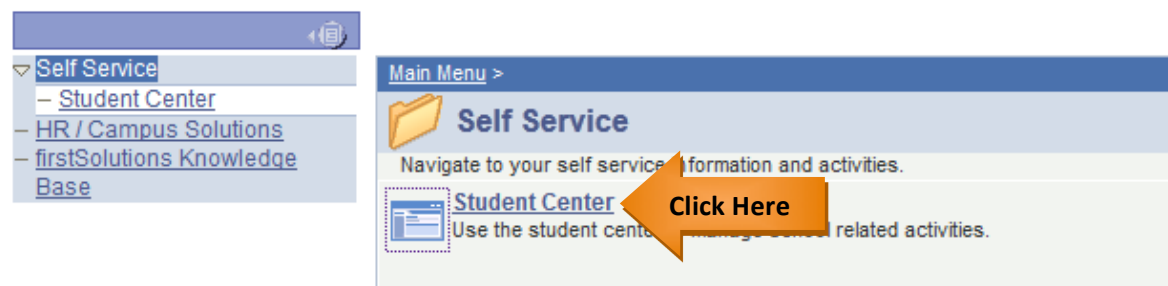 Self Service
– Student Center
– HR / Campus Solutions
– firstSolutions Knowledge
Base
Main Menu >
Self Service
Navigate to your self service formation and activities.
Student Center
Click Here
Use the student cente related activities.